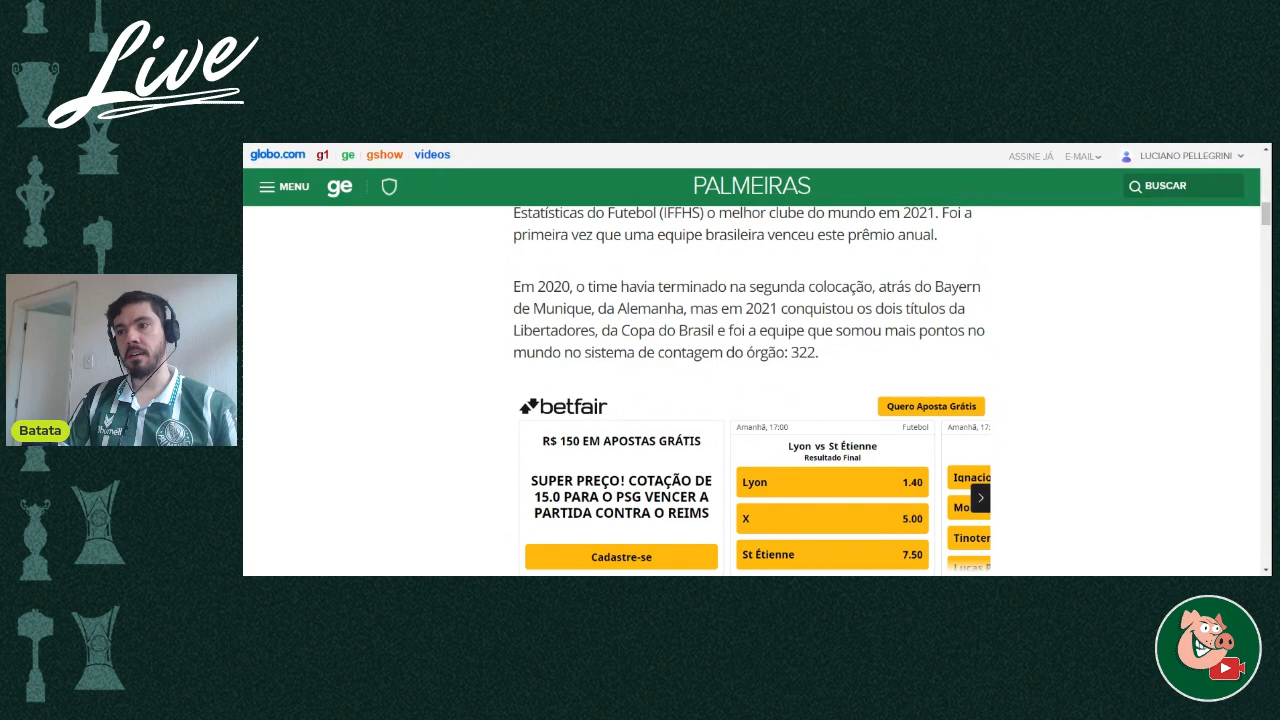 Live
globo.com g1 ge gshow videos
ASSINE JÁ E-MAIL LUCIANO PELLEGRINI
MENU ge PALMEIRAS BUSCAR
Estatísticas do Futebol (IFFHS) o melhor clube do mundo em 2021. Foi a
primeira vez que uma equipe brasileira venceu este prêmio anual.
Em 2020, o time havia terminado na segunda colocação, atrás do Bayern
de Munique, da Alemanha, mas em 2021 conquistou os dois títulos da
Libertadores, da Copa do Brasil e foi a equipe que somou mais pontos no
mundo no sistema de contagem do órgão: 322.
betfair
Quero Aposta Grátis
R$ 150 EM APOSTAS GRÁTIS
SUPER PREÇO! COTAÇÃO DE
15.0 PARA O PSG VENCER A
PARTIDA CONTRA O REIMS
Cadastre-se
Amanhã, 17:00 Futebol
Lyon vs St Étienne
Resultado Final
Lyon 1.40
X 5.00
St Étienne 7.50
Amanhã, 17:
Ignacio
Mo
Tinoter
Lucas P
Batata